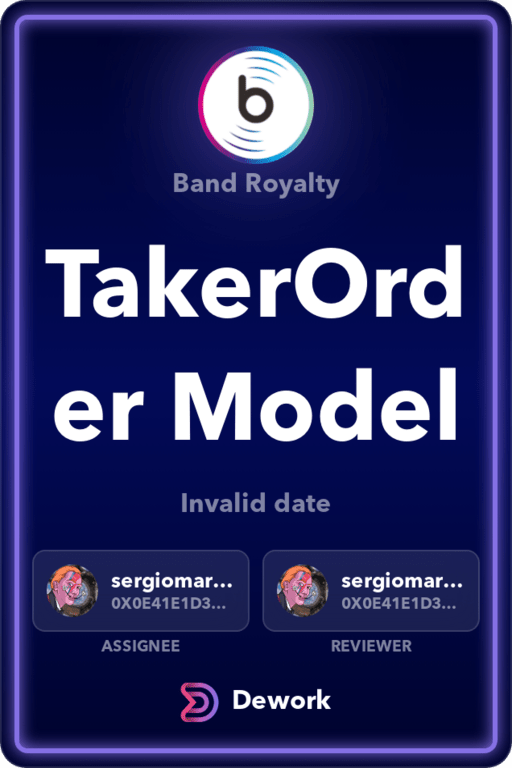 b
Band Royalty
TakerOrd
er Model
Invalid date
sergiomar... sergiomar...
0X0E41E1D3... 0X0E41E1D3...
ASSIGNEE REVIEWER
Dework